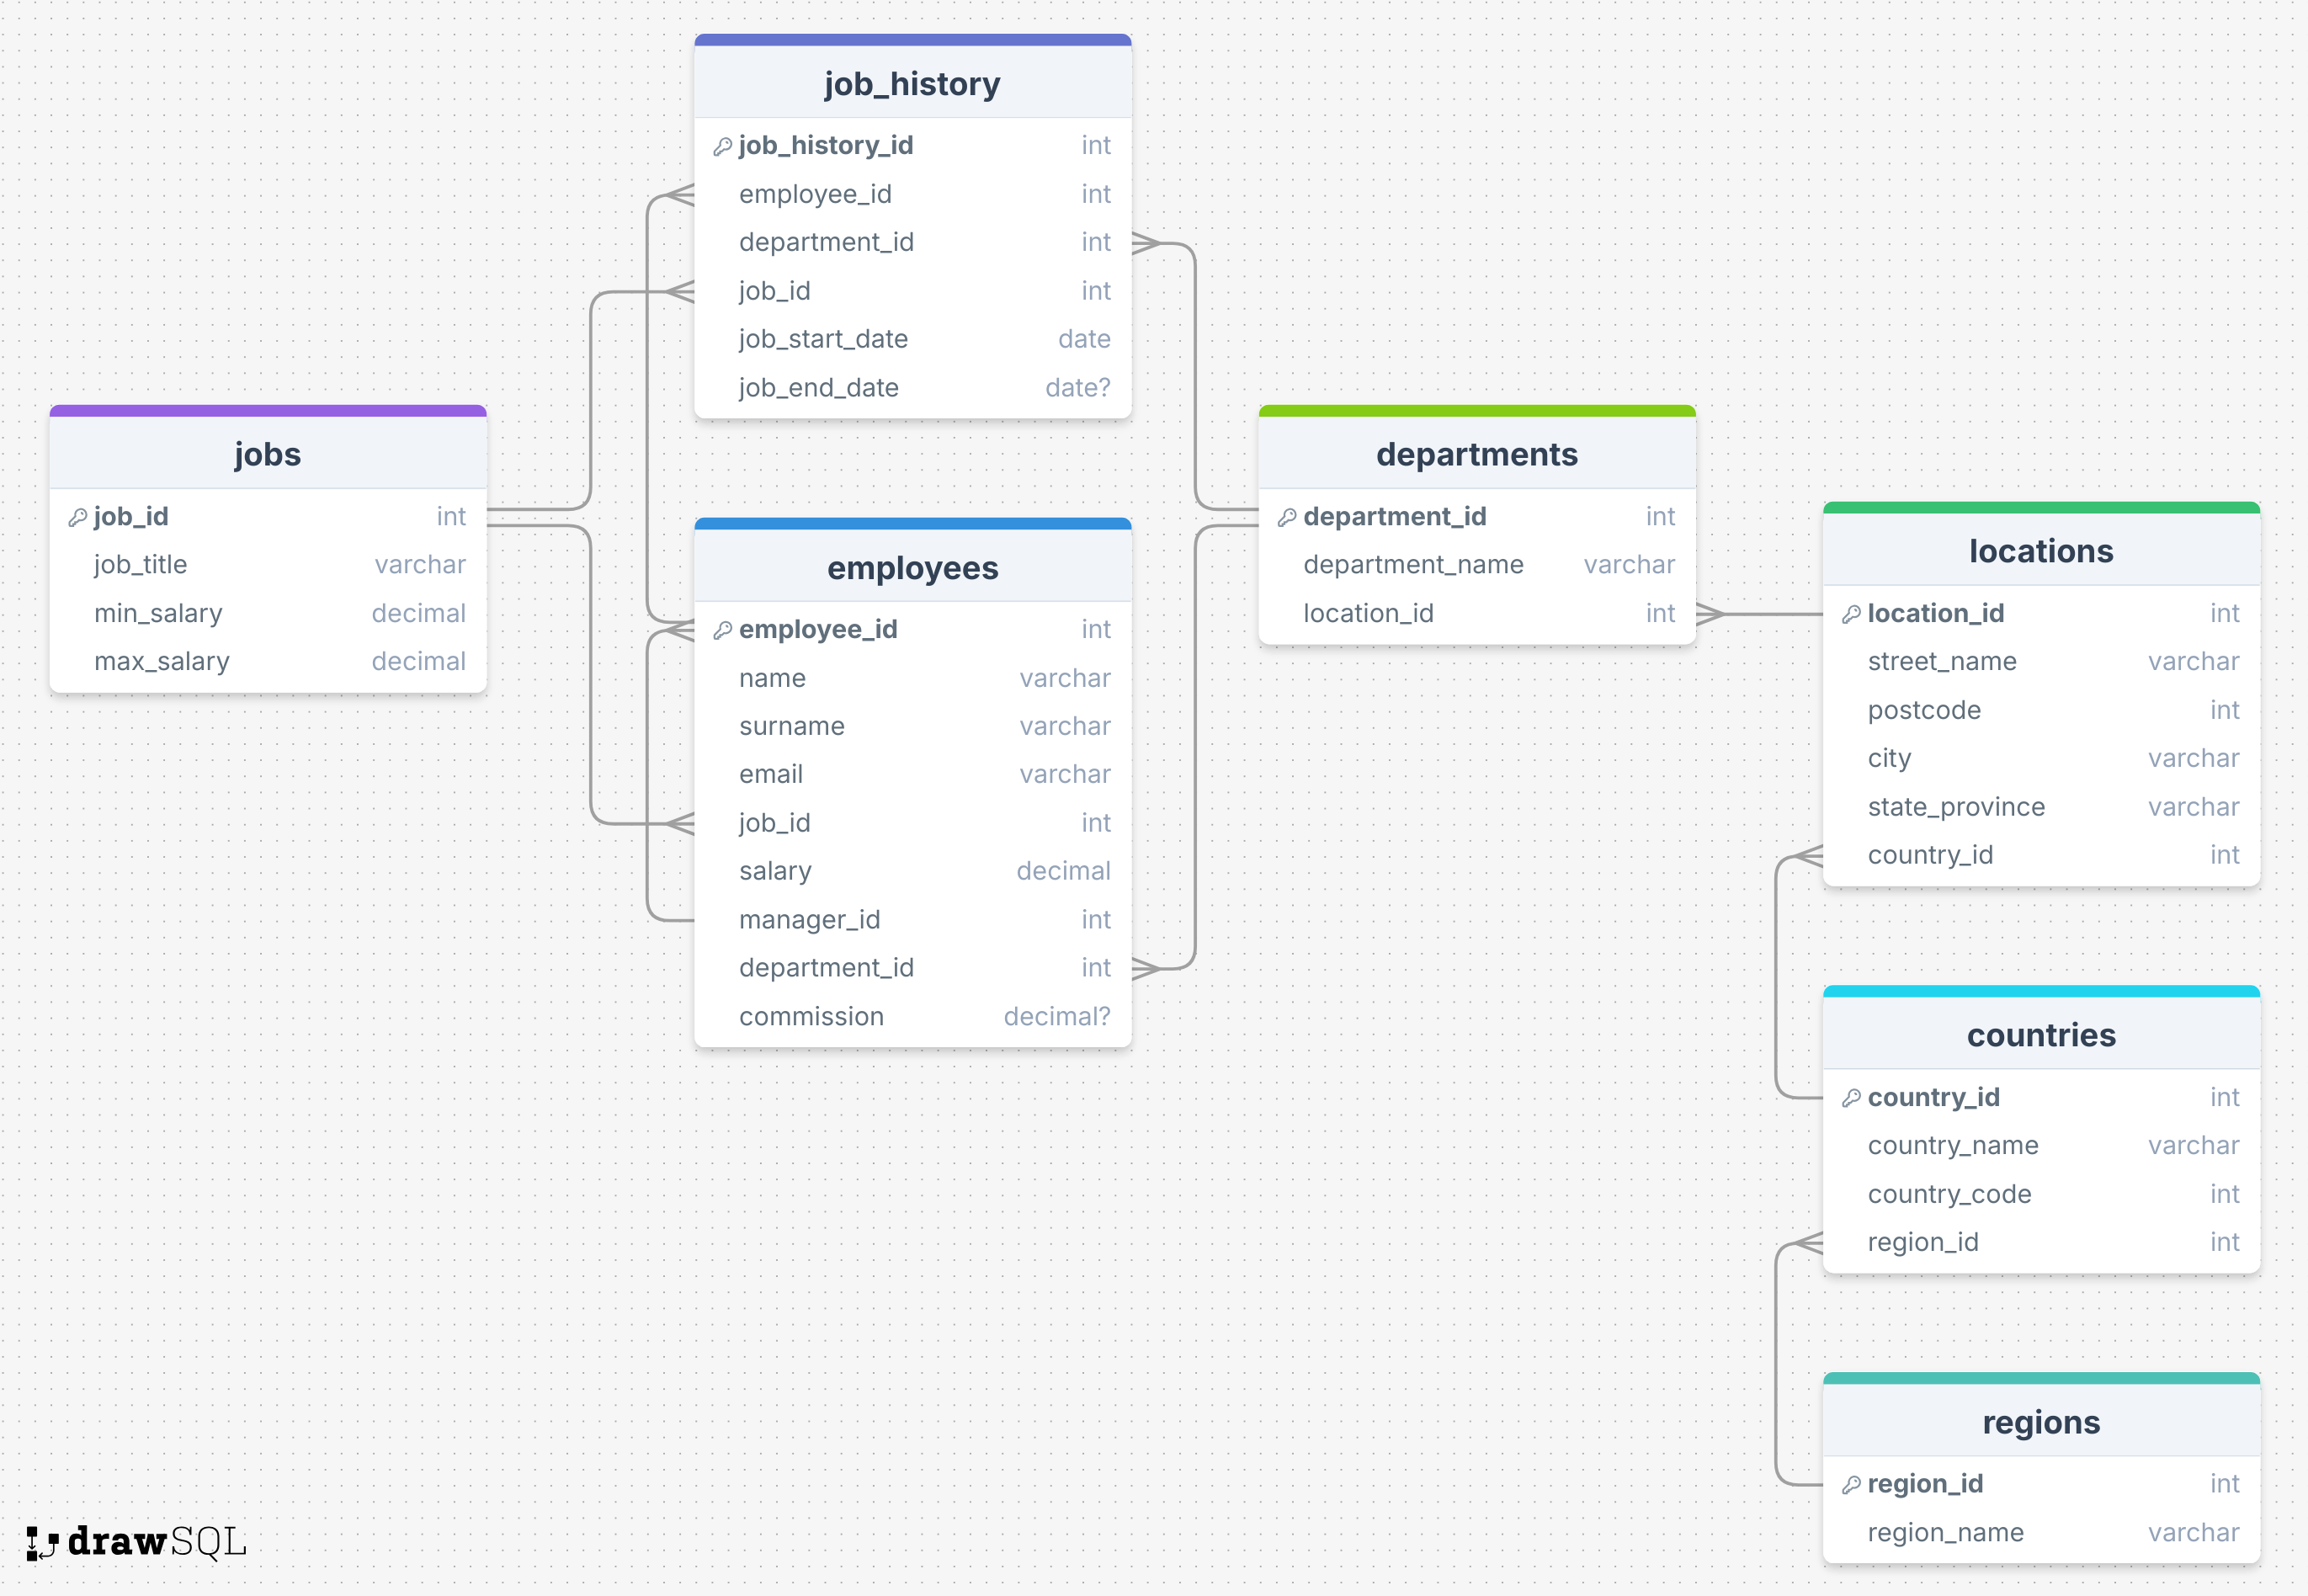 job_history
job_history_id int
employee_id int
department_id int
job_id int
job_start_date date
job_end_date date?
jobs
job_id int
job_title varchar
min_salary decimal
max_salary decimal
employees
employee_id int
name varchar
surname varchar
email varchar
job_id int
salary decimal
manager_id int
department_id int
commission decimal?
departments
department_id int
department_name varchar
location_id int
locations
location_id int
street_name varchar
postcode int
city varchar
state_province varchar
country_id int
countries
country_id int
country_name varchar
country_code int
region_id int
regions
region_id int
region_name varchar
drawSQL